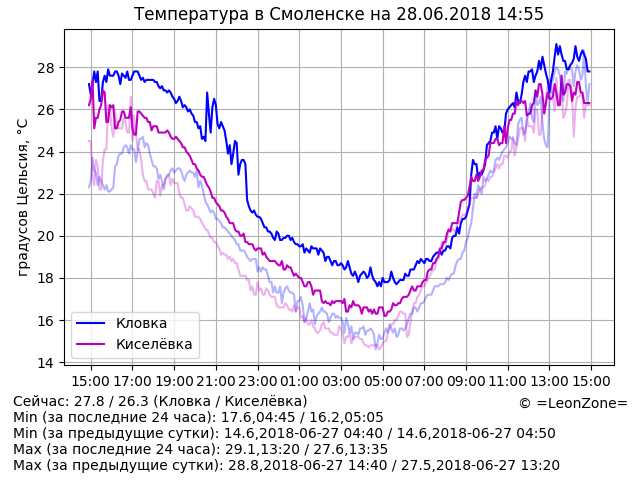 Температура в Смоленске на 28.06.2018 14:55
градусов Цельсия, °C
28
26
24
22
20
18
16
14
Кловка
Киселёвка
15:00 17:00 19:00 21:00 23:00 01:00 03:00 05:00 07:00 09:00 11:00 13:00 15:00
Сейчас: 27.8 / 26.3 (Кловка / Киселёвка)
© =LeonZone=
Min (за последние 24 часа): 17.6,04:45 / 16.2,05:05
Min (за предыдущие сутки): 14.6,2018-06-27 04:40 / 14.6,2018-06-27 04:50
Max (за последние 24 часа): 29.1,13:20 / 27.6,13:35
Max (за предыдущие сутки): 28.8,2018-06-27 14:40 / 27.5,2018-06-27 13:20